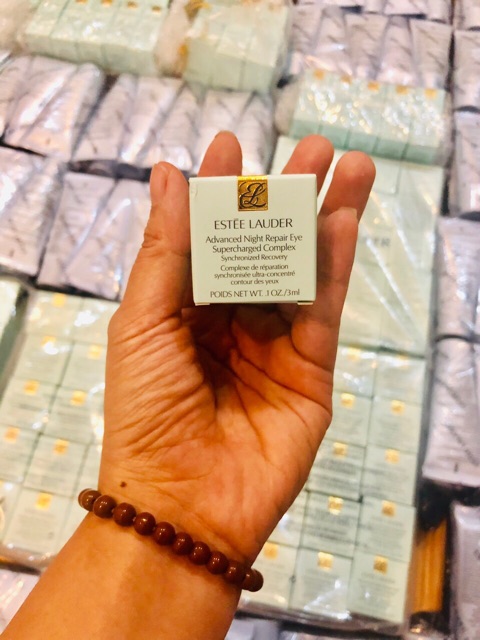 ESTĒE LAUDER
Advanced Night Repair Eye
Supercharged Complex
Synchronized Recovery
Complexe de réparation
synchronisée ultra-concentré
contour des yeux
POIDS NET WT. .1 OZ./3ml